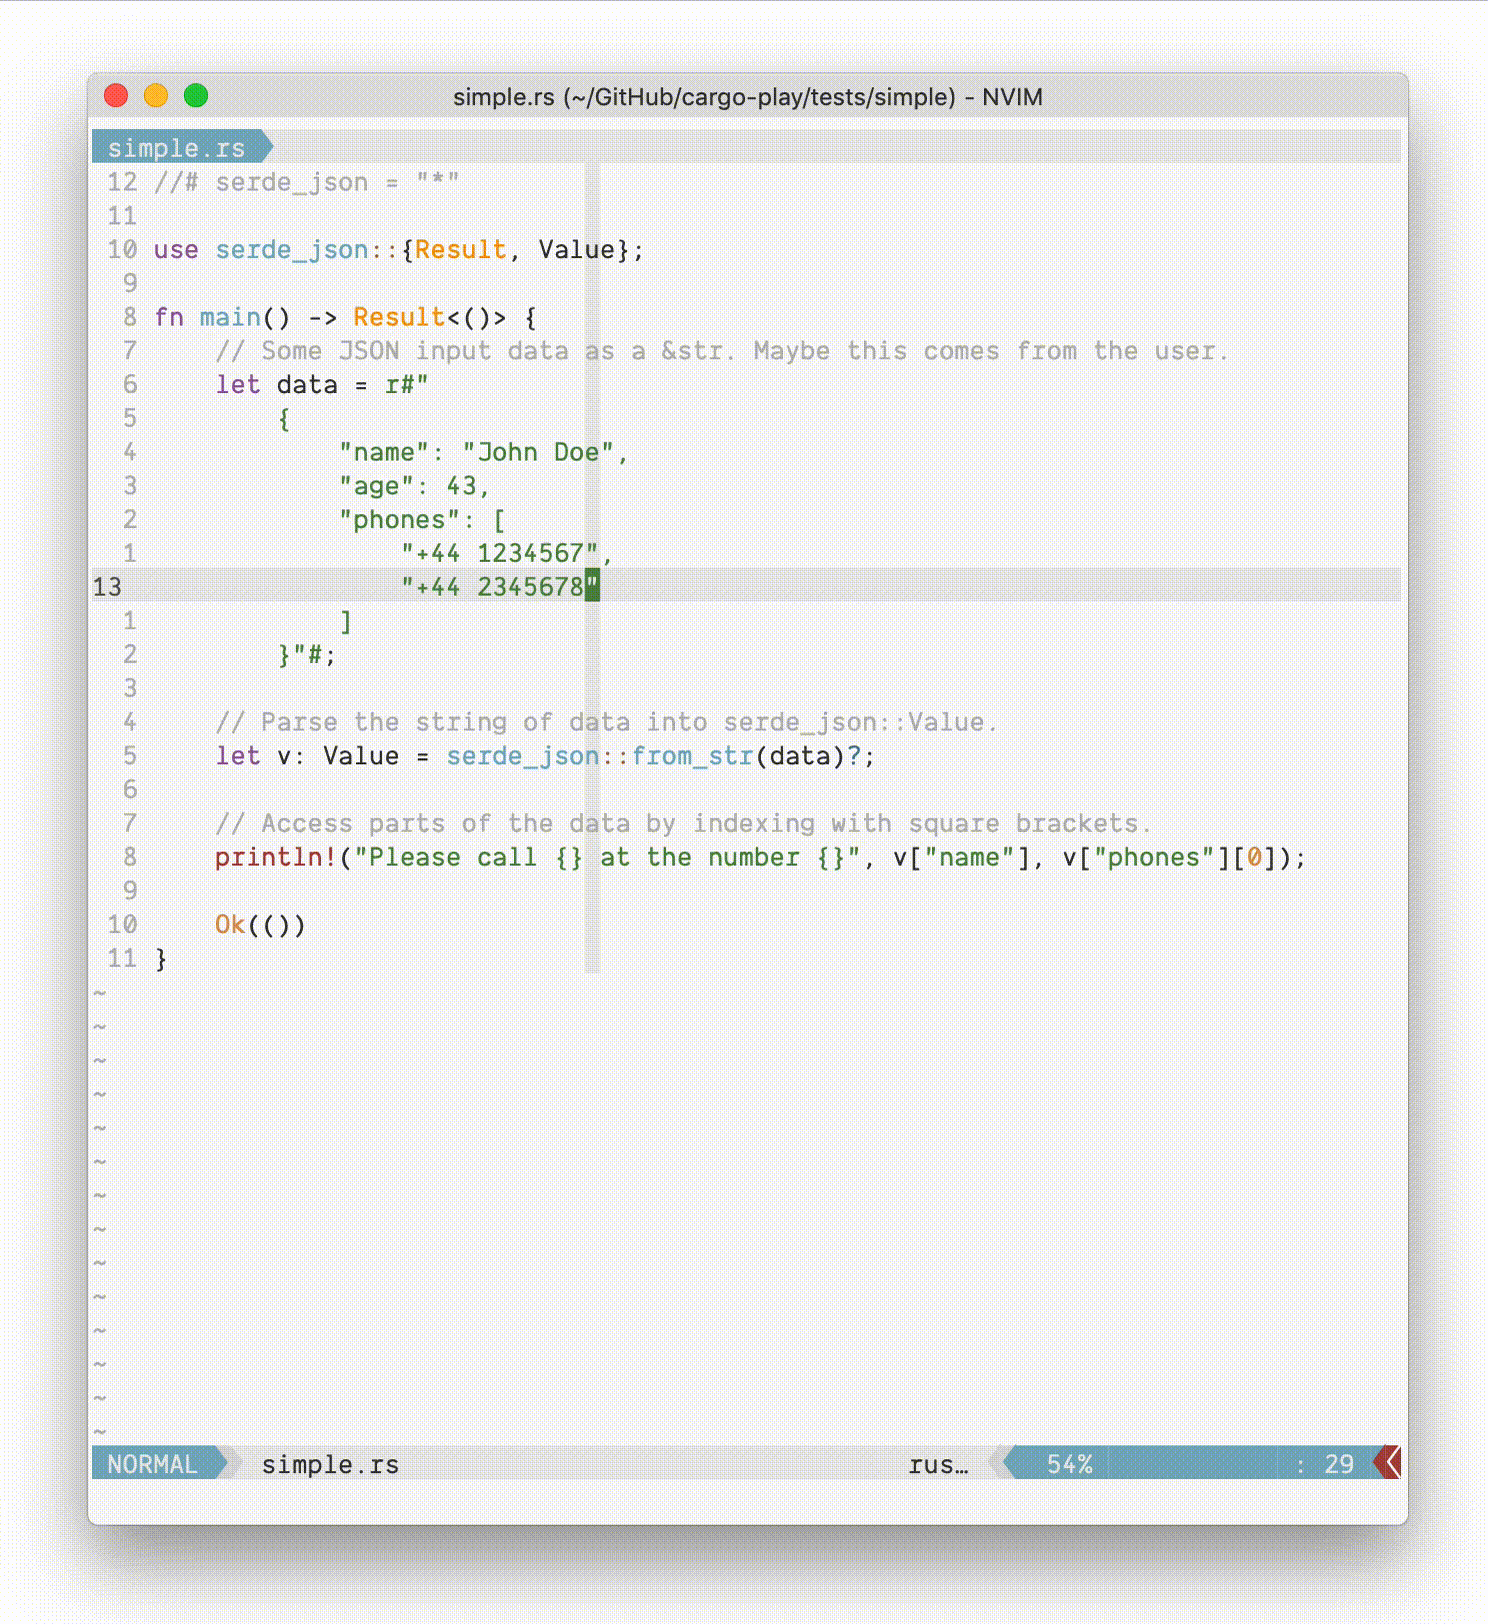 simple.rs (~/GitHub/cargo-play/tests/simple) - NVIM
simple.rs
12 //# serde_json = "*"
11
10 use serde_json::{Result, Value};
9
8 fn main() -> Result<()> {
7     // Some JSON input data as a &str. Maybe this comes from the user.
6     let data = r#"
5         {
4             "name": "John Doe",
3             "age": 43,
2             "phones": [
1                 "+44 1234567",
13                 "+44 2345678"
1             ]
2         }"#;
3
4     // Parse the string of data into serde_json::Value.
5     let v: Value = serde_json::from_str(data)?;
6
7     // Access parts of the data by indexing with square brackets.
8     println!("Please call {} at the number {}", v["name"], v["phones"][0]);
9
10     Ok(())
11 }
~
~
~
~
~
~
~
~
~
~
~
~
~
~
NORMAL simple.rs rus… 54% : 29